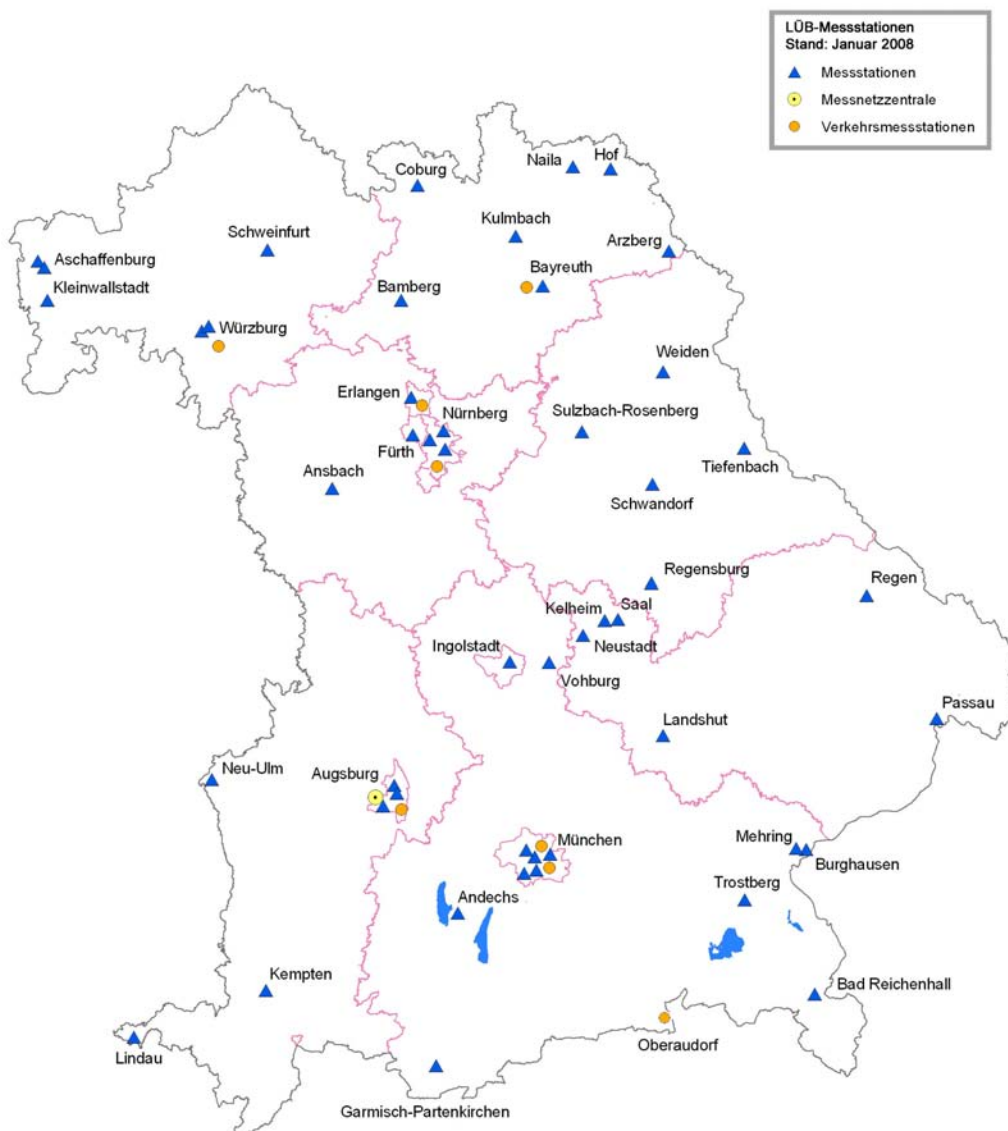 LÜB-Messstationen
Stand: Januar 2008
Messstationen
Messnetzzentrale
Verkehrsmessstationen
Naila
Hof
Coburg
Kulmbach
Schweinfurt
Arzberg
Aschaffenburg
Bayreuth
Kleinwallstadt
Bamberg
Würzburg
Weiden
Erlangen
Nürnberg
Sulzbach-Rosenberg
Fürth
Tiefenbach
Ansbach
Schwandorf
Regensburg
Regen
Kelheim
Saal
Ingolstadt
Neustadt
Vohburg
Passau
Landshut
Neu-Ulm
Augsburg
München
Mehring
Burghausen
Trostberg
Andechs
Kempten
Bad Reichenhall
Oberaudorf
Lindau
Garmisch-Partenkirchen